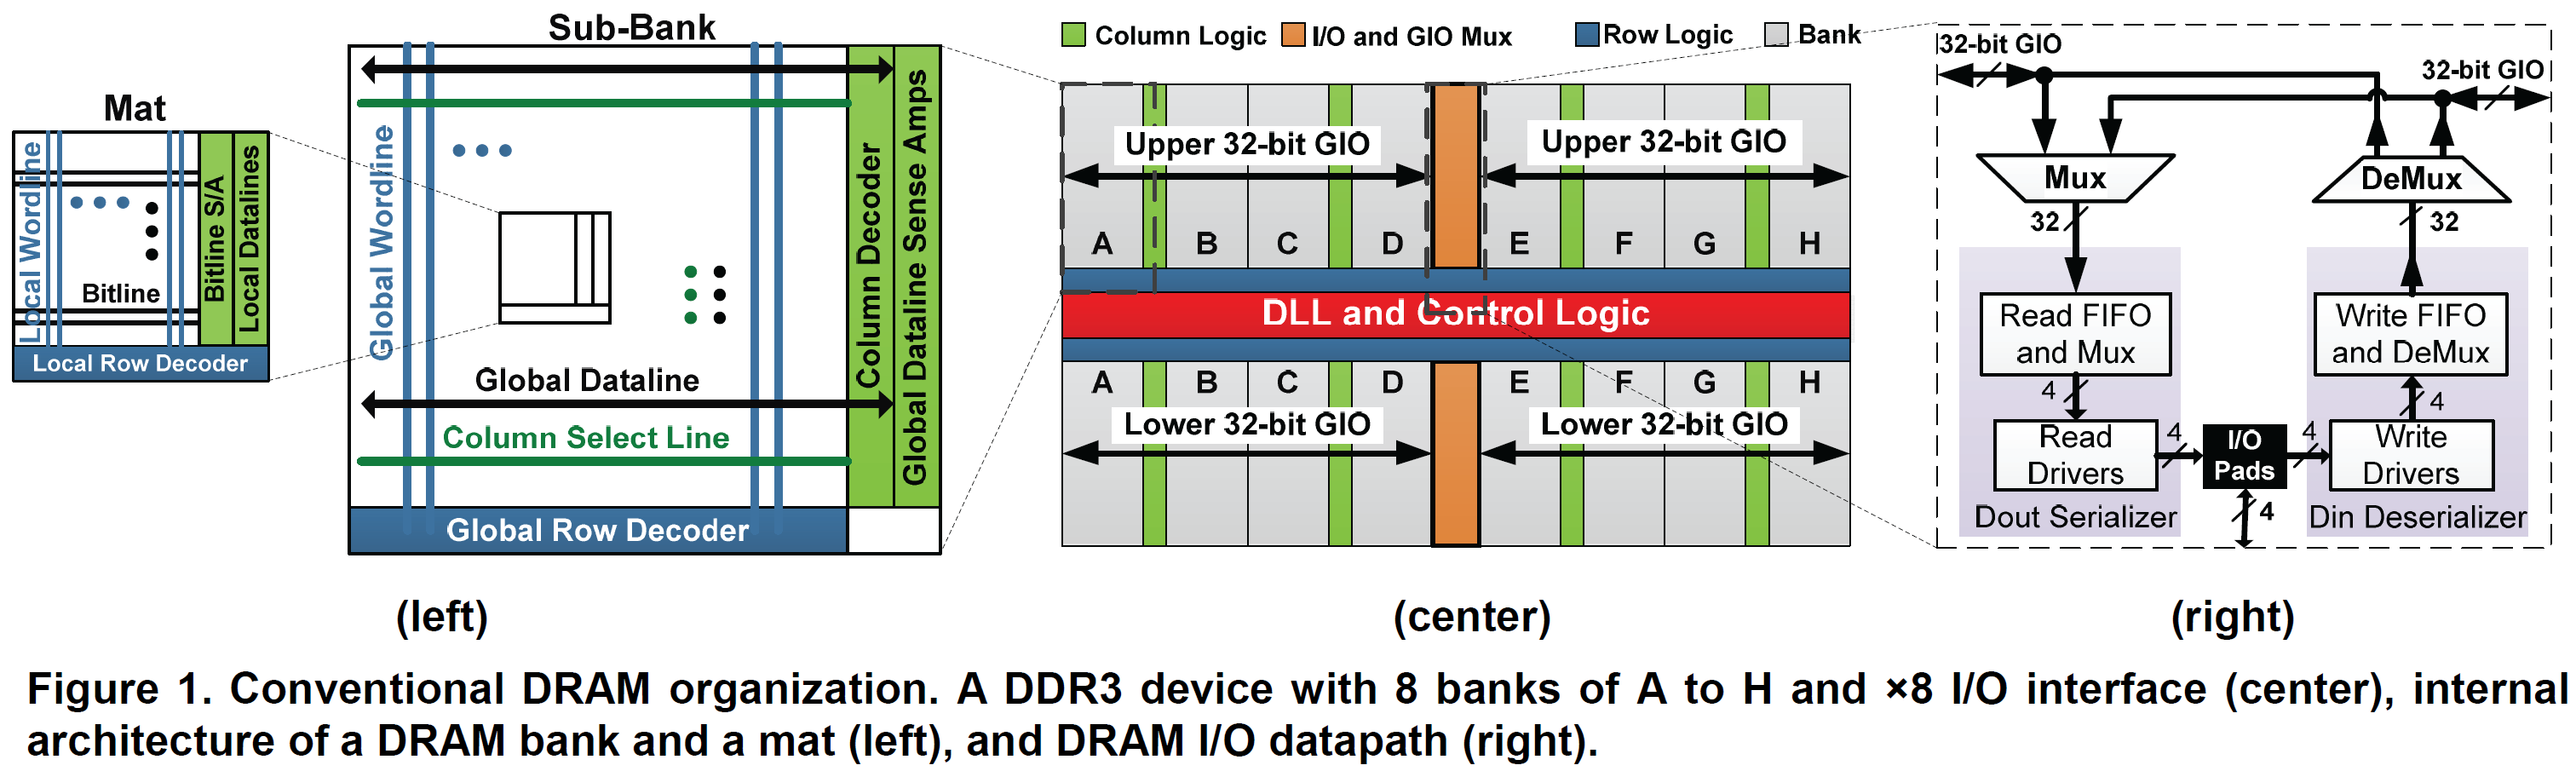 Sub-Bank
Mat
Local Wordline
Bitline
Bitline S/A
Local Datalines
Local Row Decoder
Global Wordline
Global Dataline
Column Select Line
Global Row Decoder
Column Decoder
Global Dataline Sense Amps
(left)
Column Logic
I/O and GIO Mux
Row Logic
Bank
Upper 32-bit GIO
Upper 32-bit GIO
A B C D E F G H
DLL and Control Logic
A B C D E F G H
Lower 32-bit GIO
Lower 32-bit GIO
(center)
32-bit GIO
32-bit GIO
Mux
DeMux
32
32
Read FIFO
and Mux
Write FIFO
and DeMux
4
4
Read
Drivers
4
I/O
Pads
4
Write
Drivers
Dout Serializer
4
Din Deserializer
(right)
Figure 1. Conventional DRAM organization. A DDR3 device with 8 banks of A to H and ×8 I/O interface (center), internal
architecture of a DRAM bank and a mat (left), and DRAM I/O datapath (right).